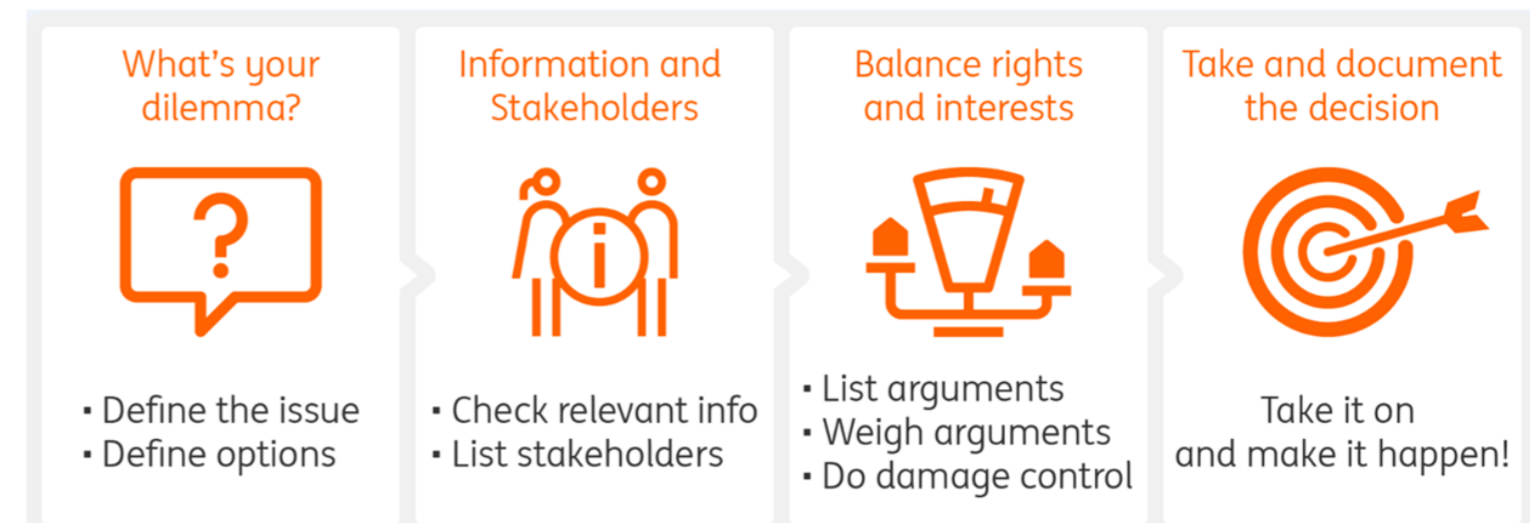 What's your
dilemma?
?
▪ Define the issue
▪ Define options
Information and
Stakeholders
i
▪ Check relevant info
▪ List stakeholders
Balance rights
and interests
▪ List arguments
▪ Weigh arguments
▪ Do damage control
Take and document
the decision
Take it on
and make it happen!